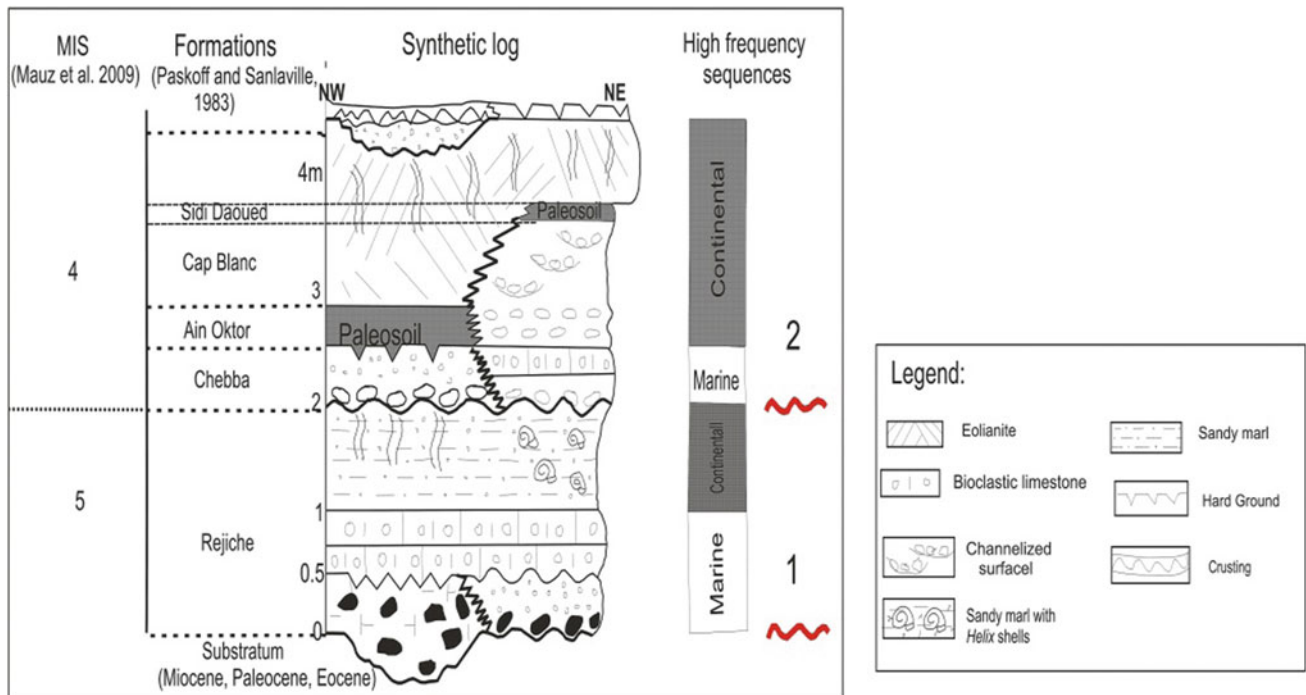 MIS
(Mauz et al. 2009)
Formations
(Paskoff and Sanlaville,
1983)
Synthetic log
High frequency
sequences
NW
NE
4m
Sidi Daoued
Paleosoil
Cap Blanc
4
3
Ain Oktor
Paleosoil
Chebba
2
5
1
Rejiche
0.5
0
Substratum
(Miocene, Paleocene, Eocene)
Continental
2
Marine
Continentall
1
Marine
Legend:
Eolianite
Sandy marl
Bioclastic limestone
Hard Ground
Channelized
surfacel
Crusting
Sandy marl with
Helix shells